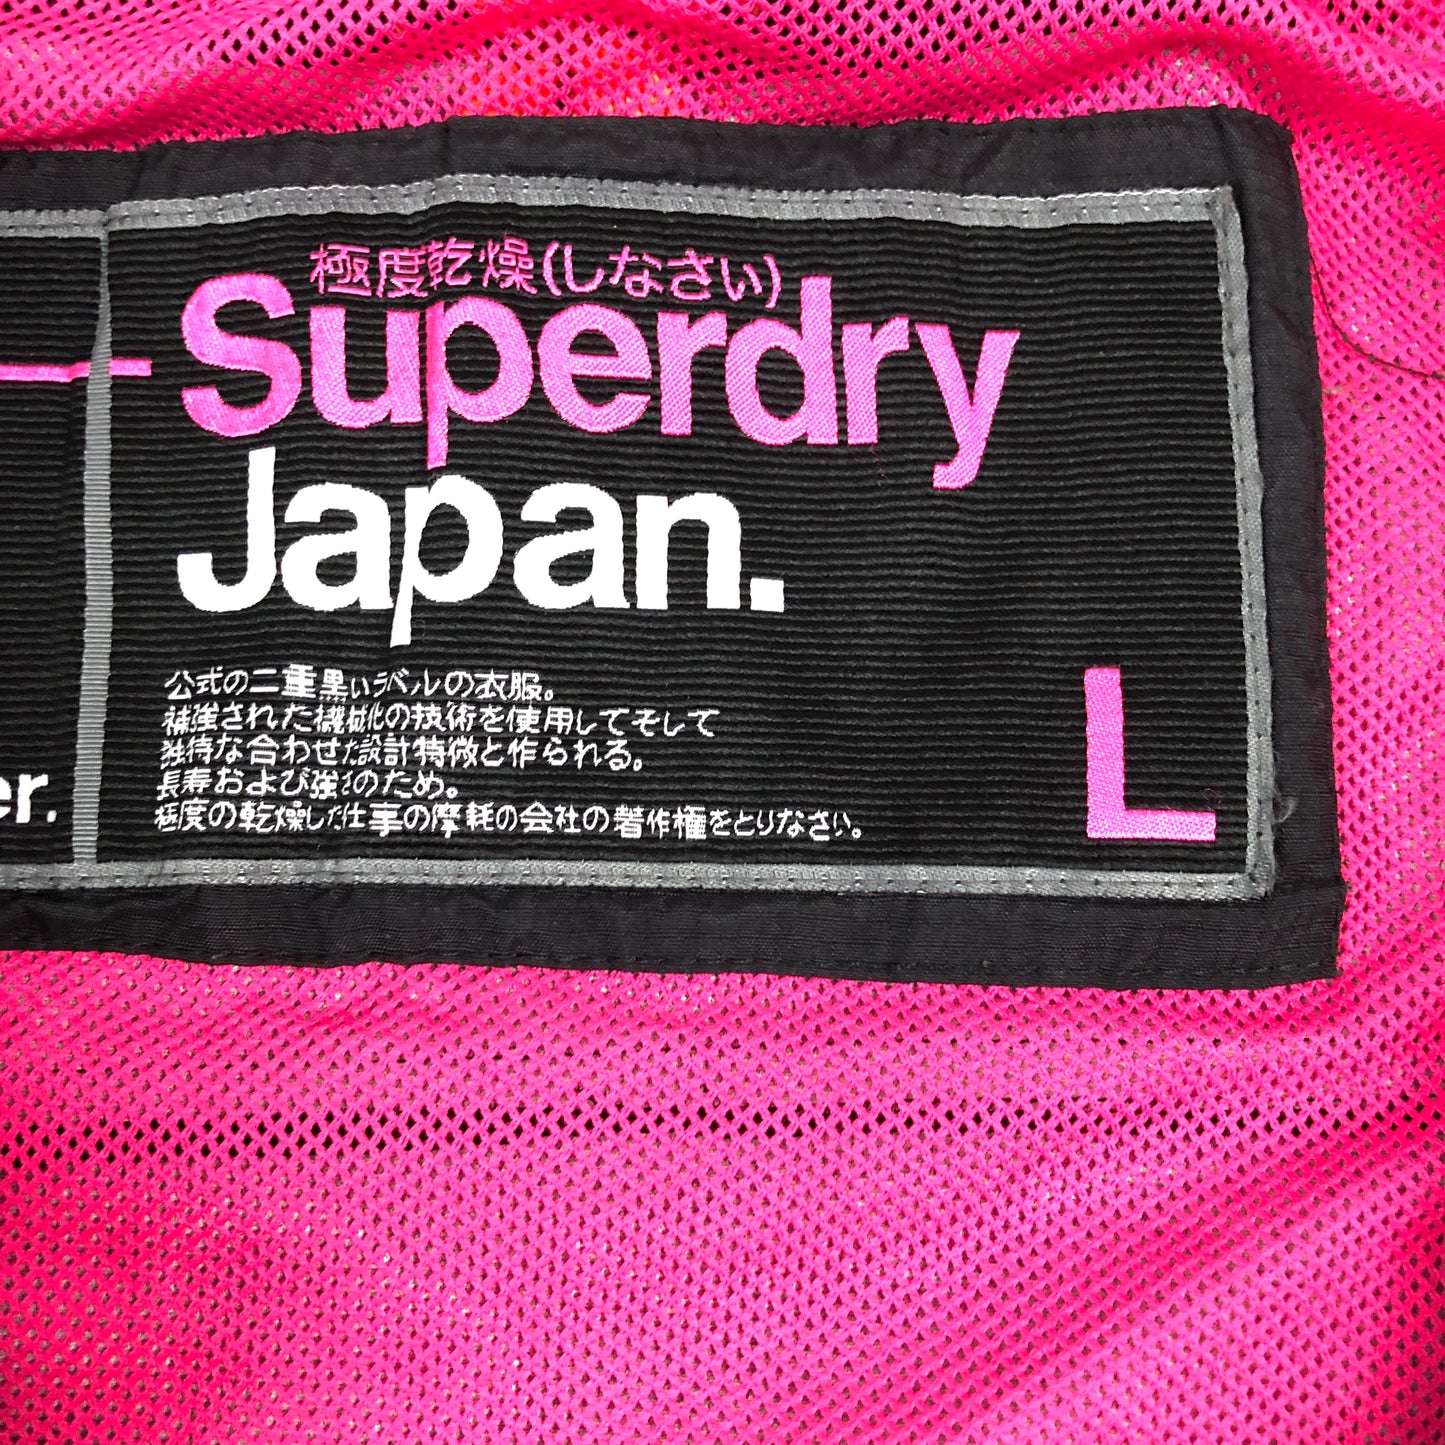 極度乾燥(しなさい)
Superdry
Japan.
公式の二重黒いラベルの衣服。
補強された機械化の技術を使用してそして
独特な合わせた設計特徴と作られる。
長寿および強さのため。
極度の乾燥した仕事の摩耗の会社の著作権をとりなさい。
L
er.